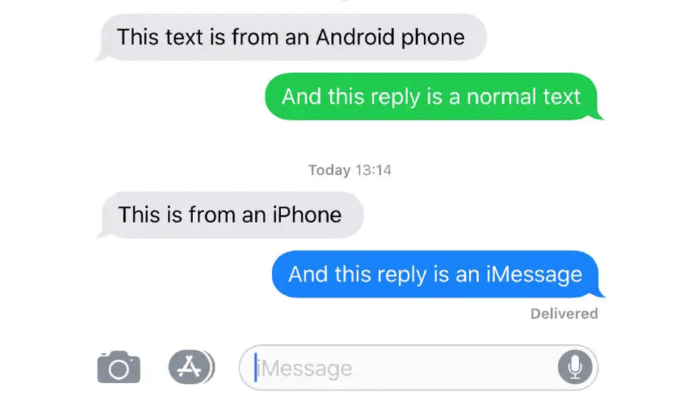 This text is from an Android phone
And this reply is a normal text
Today 13:14
This is from an iPhone
And this reply is an iMessage
Delivered
iMessage